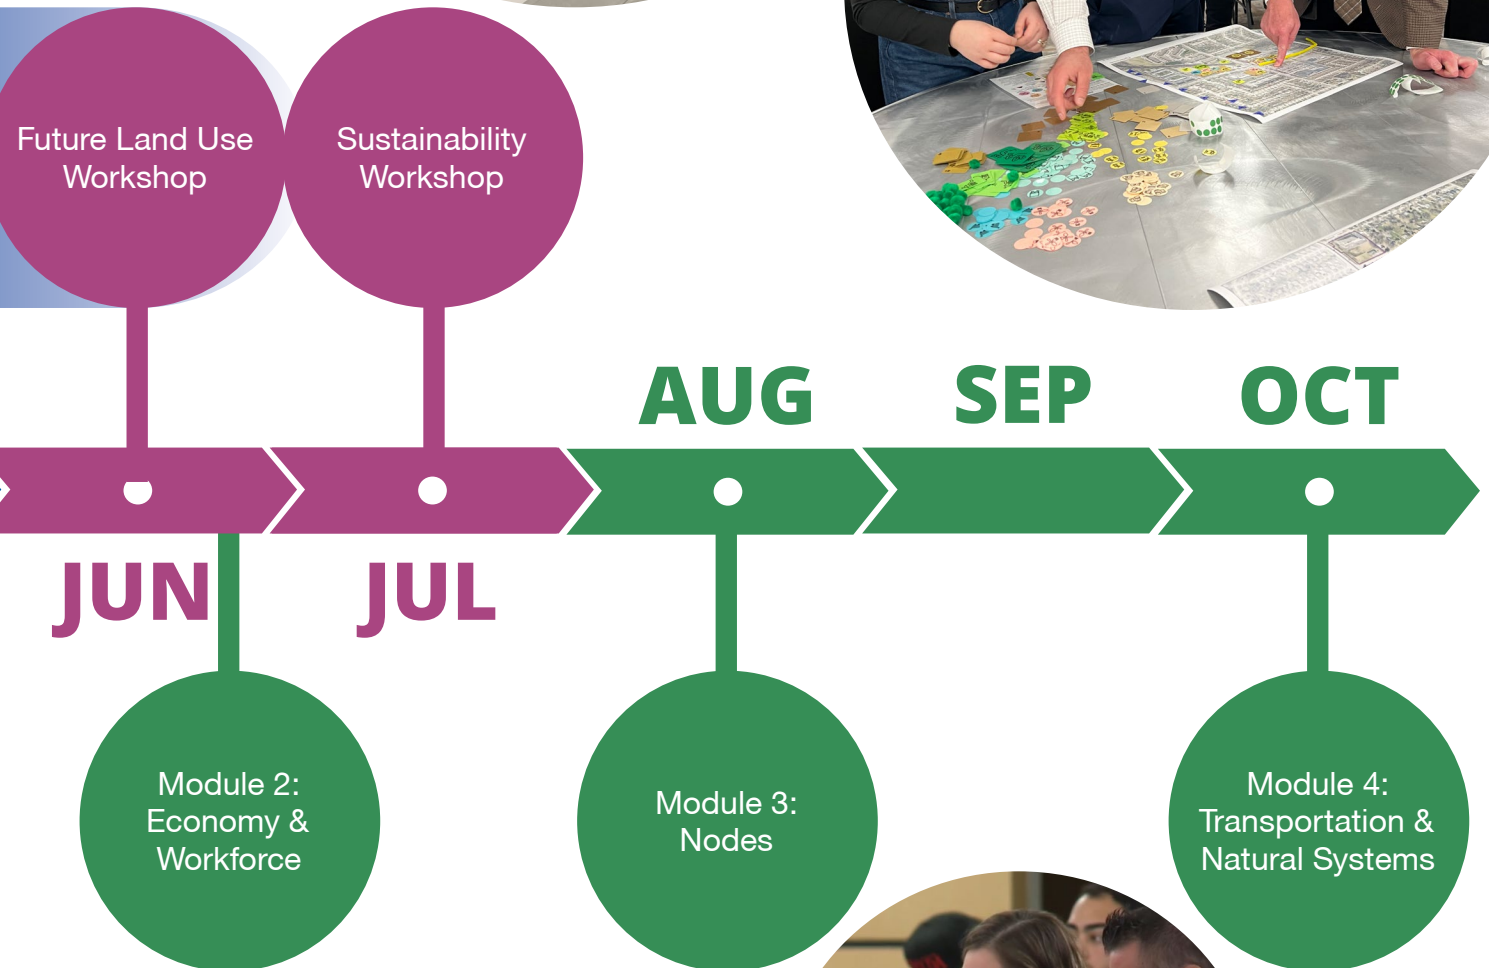 Future Land Use
Workshop
Sustainability
Workshop
AUG
SEP
OCT
JUN
JUL
Module 2:
Economy &
Workforce
Module 3:
Nodes
Module 4:
Transportation &
Natural Systems